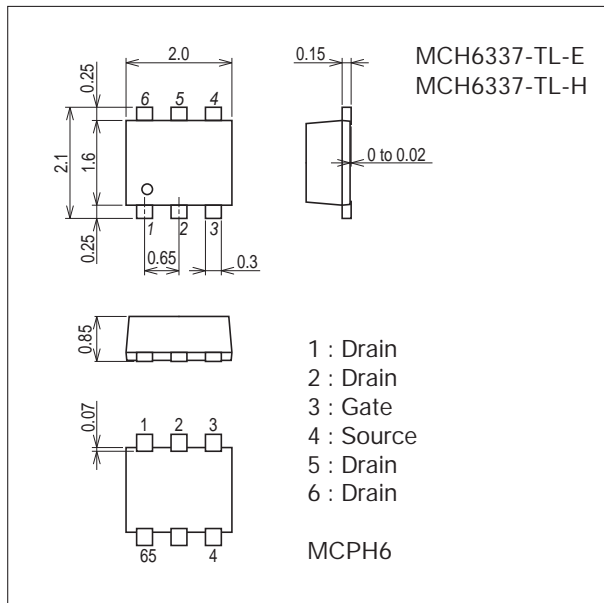 2.0
0.15
MCH6337-TL-E
MCH6337-TL-H
0.25
6 5 4
2.1
1.6
0 to 0.02
0.25
1 2 3
0.65
0.3
0.85
1 : Drain
2 : Drain
3 : Gate
4 : Source
5 : Drain
6 : Drain
0.07
1 2 3
65 4
MCPH6